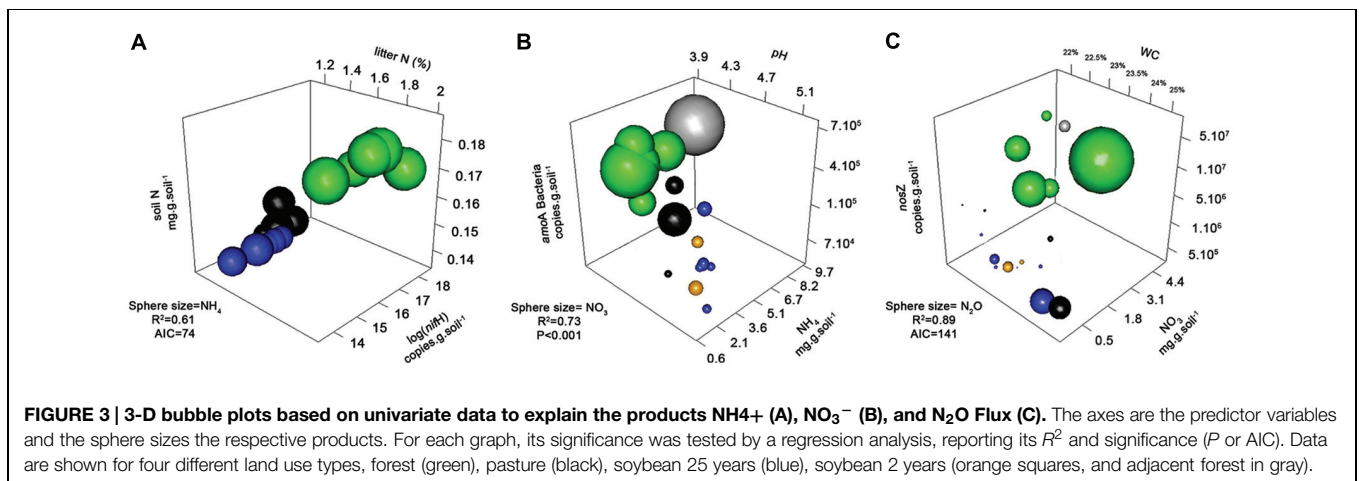 A
litter N (%)
1.2
1.4
1.6
1.8
2
0.18
0.17
0.16
0.15
0.14
soil N
mg.g.soil⁻¹
18
17
16
15
14
log(nifH)
copies.g.soil⁻¹
Sphere size=NH₄
R²=0.61
AIC=74
B
pH
3.9
4.3
4.7
5.1
7.10⁵
4.10⁵
1.10⁵
7.10⁴
amoA Bacteria
copies.g.soil⁻¹
9.7
8.2
6.7
5.1
3.6
2.1
0.6
NH₄
mg.g.soil⁻¹
Sphere size= NO₃
R²=0.73
P<0.001
C
WC
22%
22.5%
23%
23.5%
24%
25%
5.10⁷
1.10⁷
5.10⁶
1.10⁶
5.10⁵
nosZ
copies.g.soil⁻¹
4.4
3.1
1.8
0.5
NO₃
mg.g.soil⁻¹
Sphere size= N₂O
R²=0.89
AIC=141
FIGURE 3 | 3-D bubble plots based on univariate data to explain the products NH4+ (A), NO₃⁻ (B), and N₂O Flux (C). The axes are the predictor variables
and the sphere sizes the respective products. For each graph, its significance was tested by a regression analysis, reporting its R² and significance (P or AIC). Data
are shown for four different land use types, forest (green), pasture (black), soybean 25 years (blue), soybean 2 years (orange squares, and adjacent forest in gray).